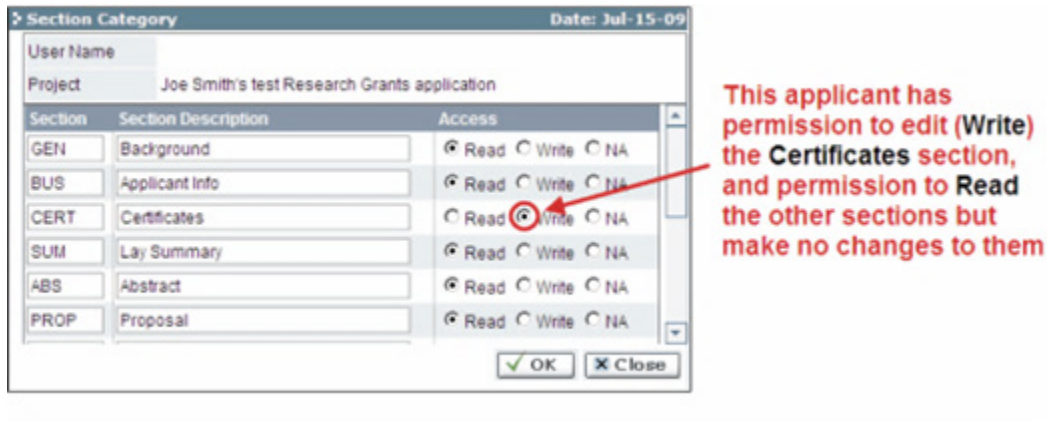 Section Category Date: Jul-15-09
User Name
Project Joe Smith's test Research Grants application
Section Section Description Access
GEN Background Read Write NA
BUS Applicant Info Read Write NA
CERT Certificates Read Write NA
SUM Lay Summary Read Write NA
ABS Abstract Read Write NA
PROP Proposal Read Write NA
OK Close
This applicant has
permission to edit (Write)
the Certificates section,
and permission to Read
the other sections but
make no changes to them